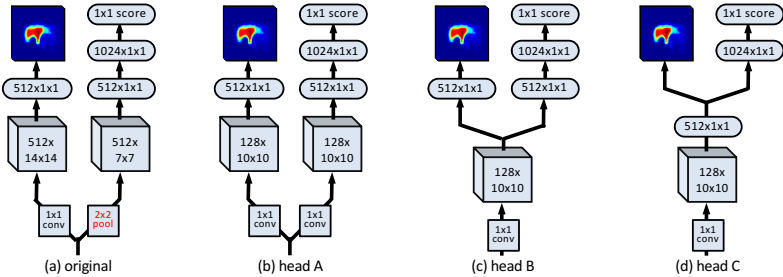 1x1 score
1024x1x1
512x1x1
512x1x1
512x
14x14
512x
7x7
1x1
conv
2x2
pool
(a) original
1x1 score
1024x1x1
512x1x1
512x1x1
128x
10x10
128x
10x10
1x1
conv
1x1
conv
(b) head A
1x1 score
1024x1x1
512x1x1
512x1x1
128x
10x10
1x1
conv
(c) head B
1x1 score
1024x1x1
512x1x1
128x
10x10
1x1
conv
(d) head C